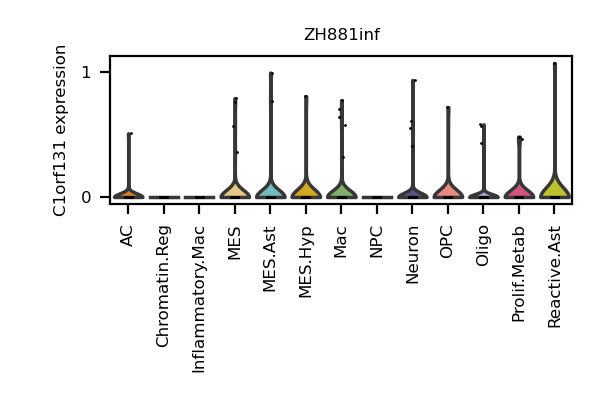 ZH881inf
C1orf131 expression
1
0
AC
Chromatin.Reg
Inflammatory.Mac
MES
MES.Ast
MES.Hyp
Mac
NPC
Neuron
OPC
Oligo
Prolif.Metab
Reactive.Ast